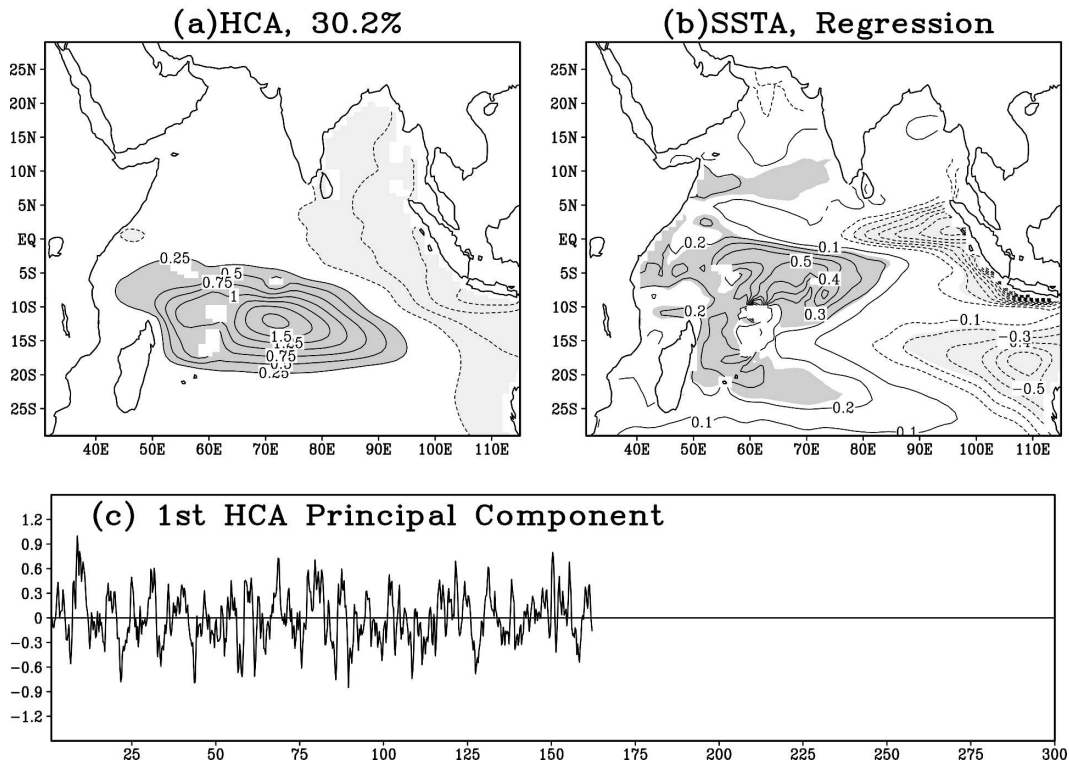 (a)HCA, 30.2%
(b)SSTA, Regression
25N
20N
15N
10N
5N
EQ
5S
10S
15S
20S
25S
0.25
0.5
0.75
1
1.5
1.25
0.75
0.5
0.25
40E 50E 60E 70E 80E 90E 100E 110E
25N
20N
15N
10N
5N
EQ
5S
10S
15S
20S
25S
0.2
0.1
0.5
0.4
0.3
0.2
0.1
-0.3
-0.5
0.2
0.1
0.1
40E 50E 60E 70E 80E 90E 100E 110E
(c) 1st HCA Principal Component
1.2
0.9
0.6
0.3
0
-0.3
-0.6
-0.9
-1.2
25 50 75 100 125 150 175 200 225 250 275 300